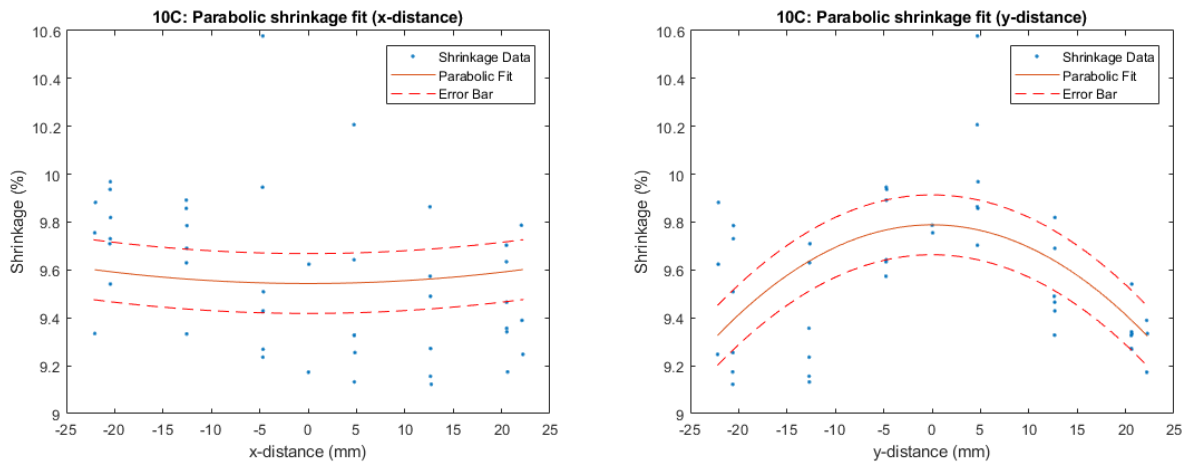 10C: Parabolic shrinkage fit (x-distance)
10.6
10.4
10.2
10
9.8
9.6
9.4
9.2
9
Shrinkage (%)
Shrinkage Data
Parabolic Fit
Error Bar
-25 -20 -15 -10 -5 0 5 10 15 20 25
x-distance (mm)
10C: Parabolic shrinkage fit (y-distance)
10.6
10.4
10.2
10
9.8
9.6
9.4
9.2
9
Shrinkage (%)
Shrinkage Data
Parabolic Fit
Error Bar
-25 -20 -15 -10 -5 0 5 10 15 20 25
y-distance (mm)